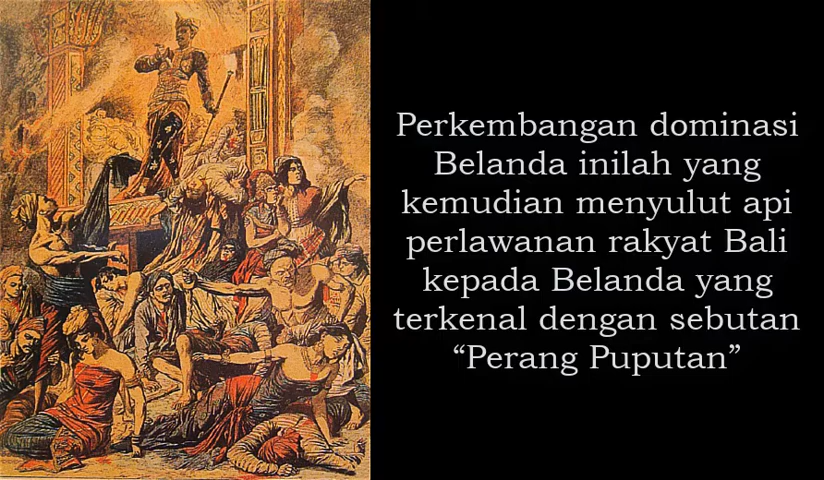 Perkembangan dominasi
Belanda inilah yang
kemudian menyulut api
perlawanan rakyat Bali
kepada Belanda yang
terkenal dengan sebutan
“Perang Puputan”